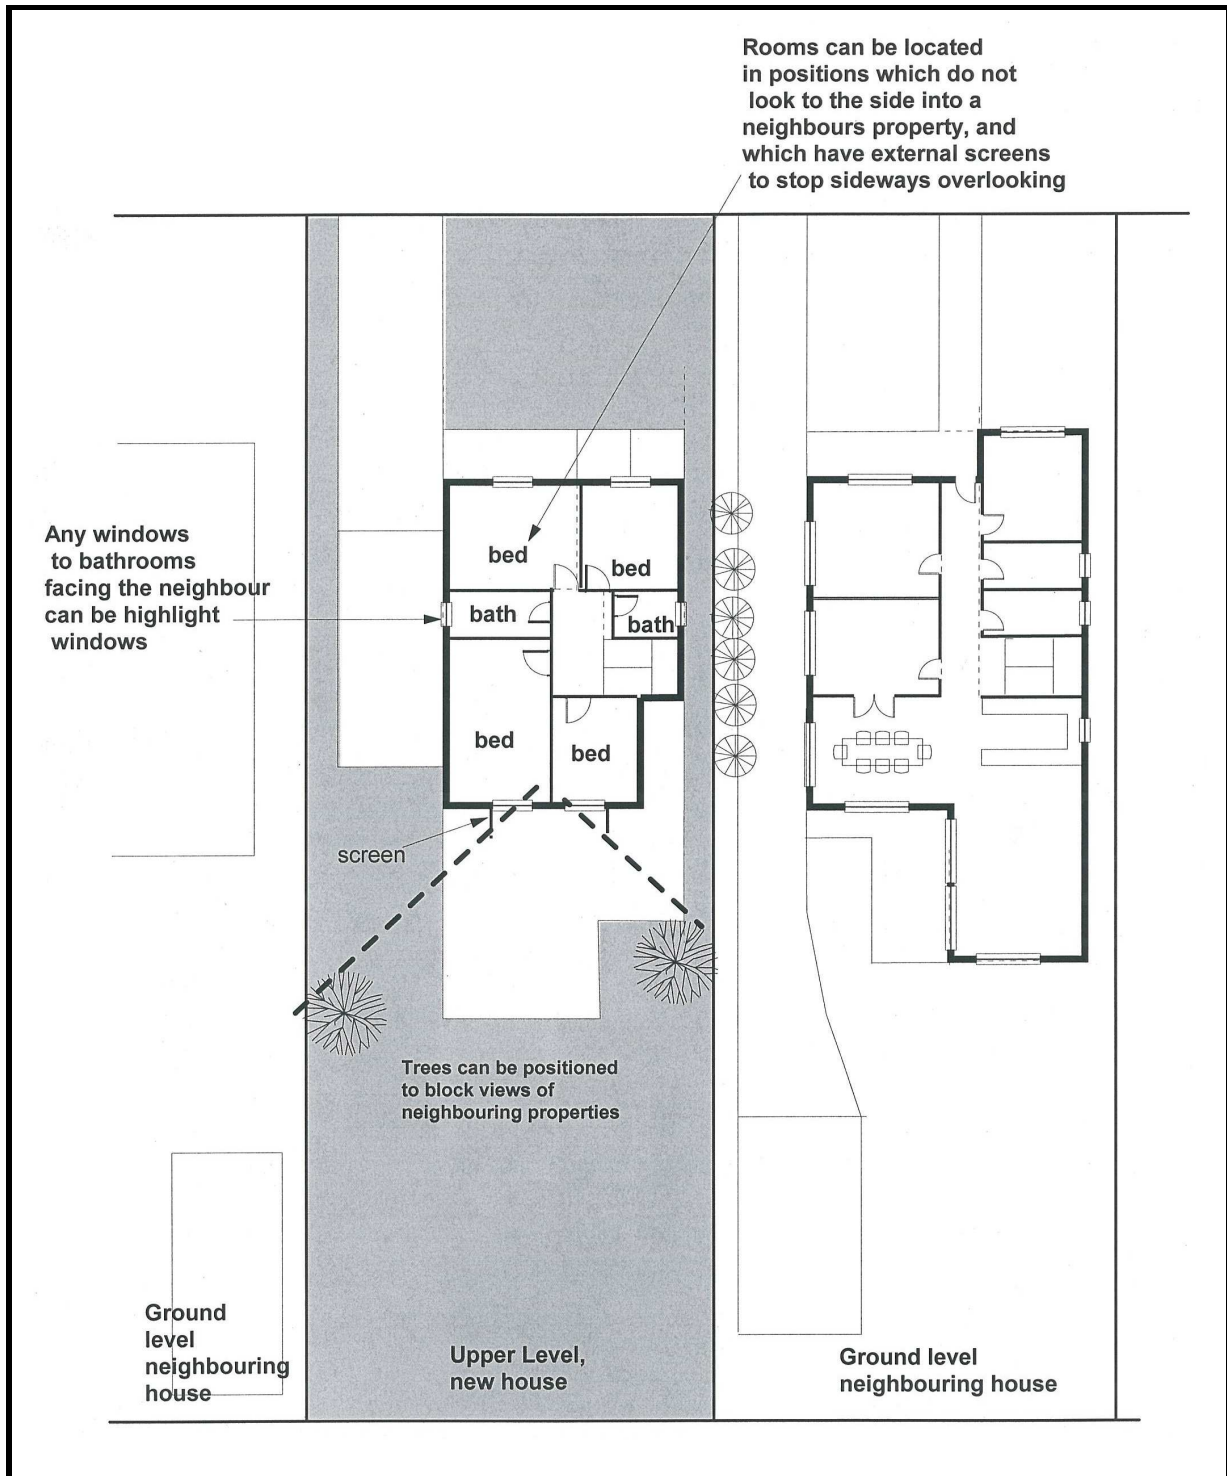 Rooms can be located
in positions which do not
look to the side into a
neighbours property, and
which have external screens
to stop sideways overlooking
Any windows
to bathrooms
facing the neighbour
can be highlight
windows
bed
bed
bath
bath
bed
bed
screen
Trees can be positioned
to block views of
neighbouring properties
Ground
level
neighbouring
house
Upper Level,
new house
Ground level
neighbouring house